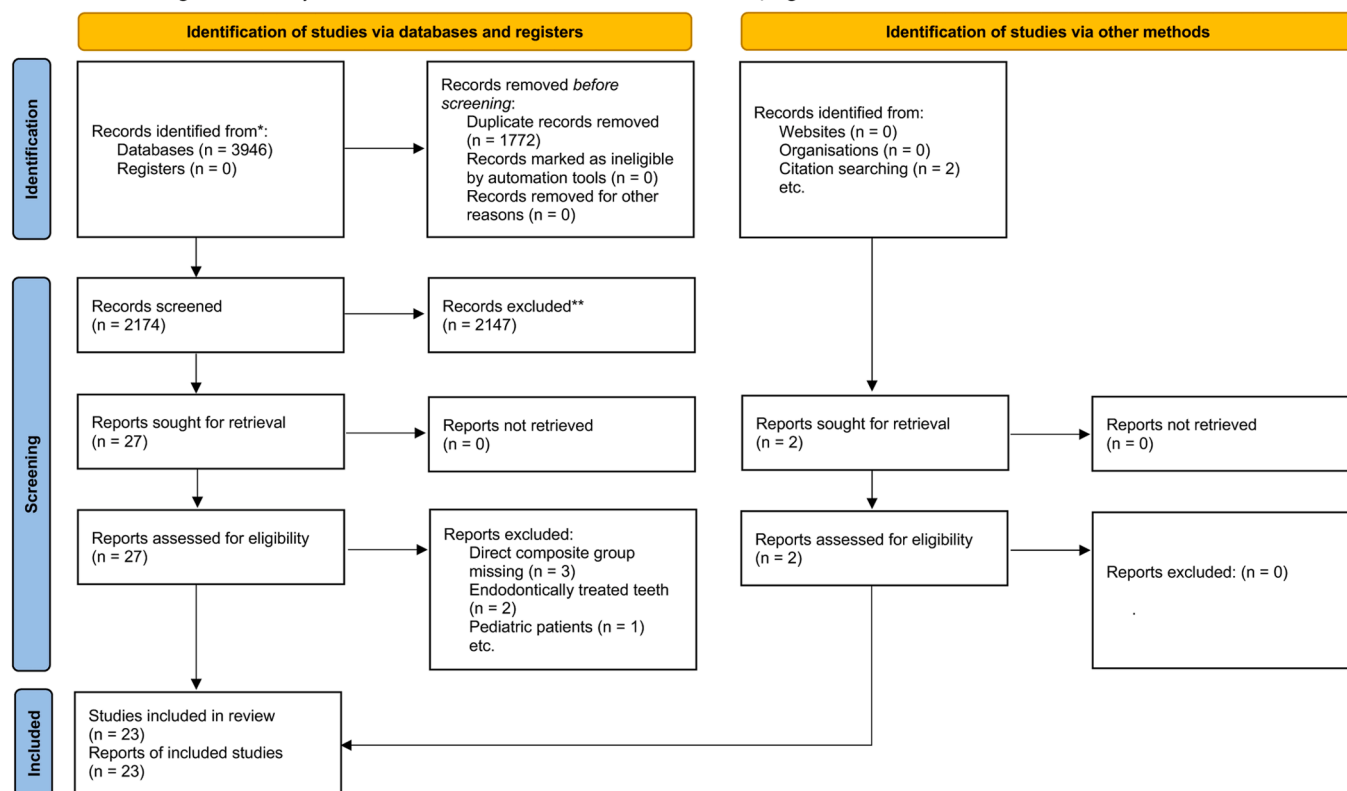 Identification of studies via databases and registers
Identification of studies via other methods
Identification
Records identified from*:
Databases (n = 3946)
Registers (n = 0)
Records removed before
screening:
Duplicate records removed
(n = 1772)
Records marked as ineligible
by automation tools (n = 0)
Records removed for other
reasons (n = 0)
Records identified from:
Websites (n = 0)
Organisations (n = 0)
Citation searching (n = 2)
etc.
Screening
Records screened
(n = 2174)
Records excluded**
(n = 2147)
Reports sought for retrieval
(n = 27)
Reports not retrieved
(n = 0)
Reports sought for retrieval
(n = 2)
Reports not retrieved
(n = 0)
Reports assessed for eligibility
(n = 27)
Reports excluded:
Direct composite group
missing (n = 3)
Endodontically treated teeth
(n = 2)
Pediatric patients (n = 1)
etc.
Reports assessed for eligibility
(n = 2)
Reports excluded: (n = 0)
.
Included
Studies included in review
(n = 23)
Reports of included studies
(n = 23)